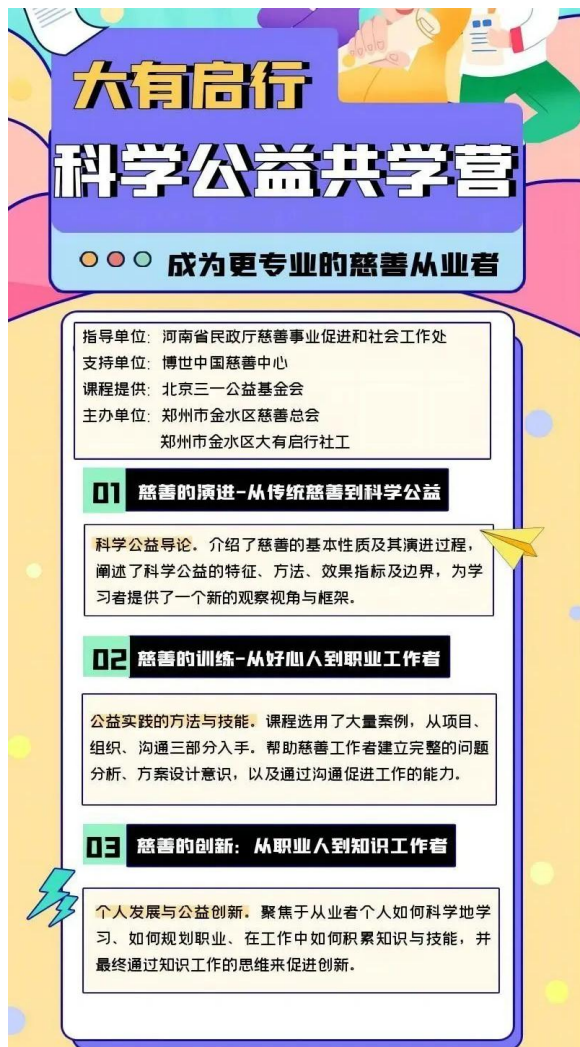 大有启行
科学公益共学营
成为更专业的慈善从业者
指导单位：河南省民政厅慈善事业促进和社会工作处
支持单位：博世中国慈善中心
课程提供：北京三一公益基金会
主办单位：郑州市金水区慈善总会
郑州市金水区大有启行社工
01 慈善的演进-从传统慈善到科学公益
科学公益导论。介绍了慈善的基本性质及其演进过程，
阐述了科学公益的特征、方法、效果指标及边界，为学
习者提供了一个新的观察视角与框架。
02 慈善的训练-从好心人到职业工作者
公益实践的方法与技能。课程选用了大量案例，从项目、
组织、沟通三部分入手。帮助慈善工作者建立完整的问题
分析、方案设计意识，以及通过沟通促进工作的能力。
03 慈善的创新：从职业人到知识工作者
个人发展与公益创新。聚焦于从业者个人如何科学地学
习、如何规划职业、在工作中如何积累知识与技能，并
最终通过知识工作的思维来促进创新。